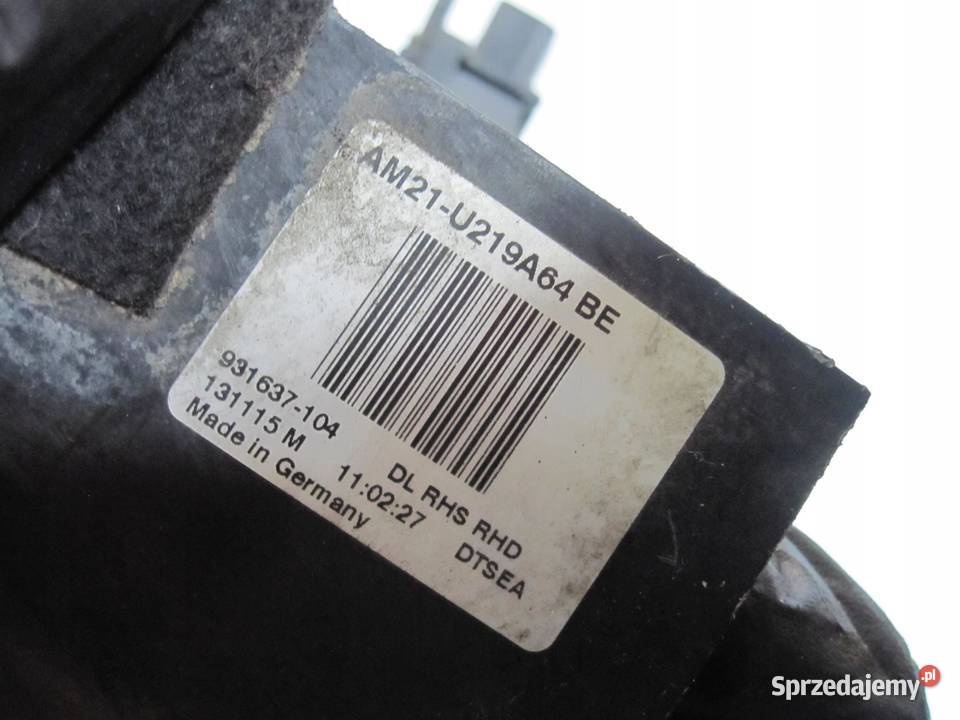 AM21-U219A64 BE
931637-104
DL RHS RHD
131115 M
11:02:27
DTSEA
Made in Germany
Sprzedajemy.pl